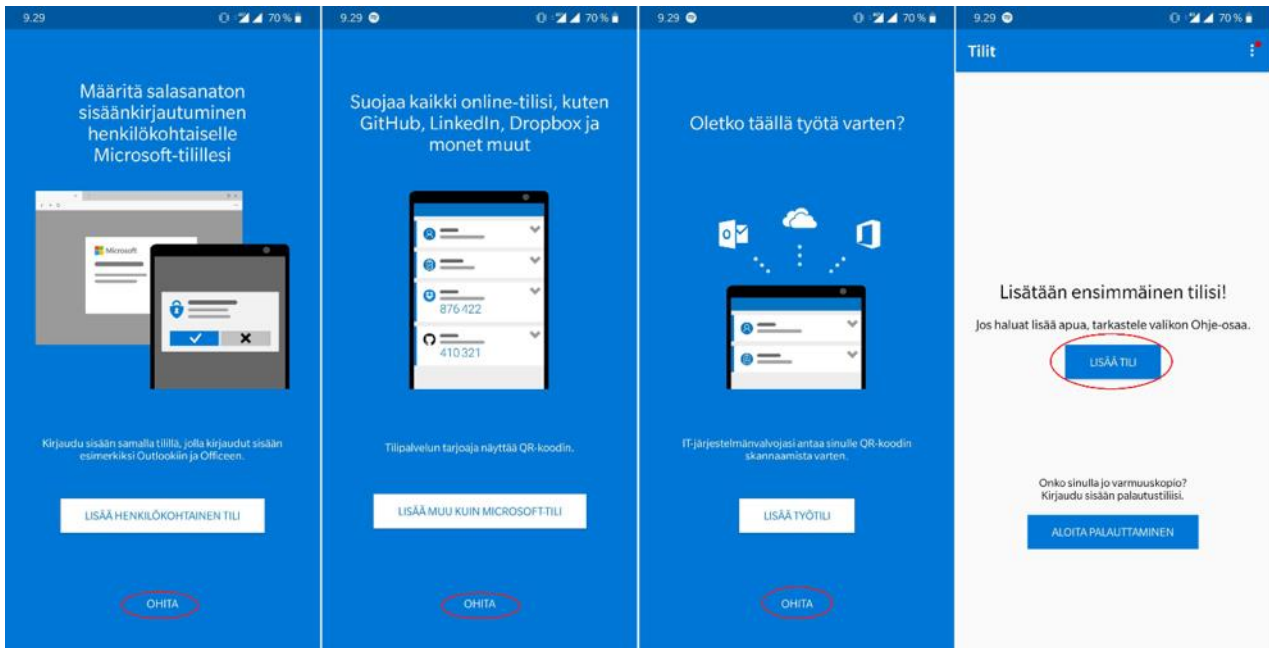 9.29
70 %
Määritä salasanaton
sisäänkirjautuminen
henkilökohtaiselle
Microsoft-tilillesi
Microsoft
Kirjaudu sisään samalla tilillä, jolla kirjaudut sisään
esimerkiksi Outlookiin ja Officeen.
LISÄÄ HENKILÖKOHTAINEN TILI
OHITA
9.29
70 %
Suojaa kaikki online-tilisi, kuten
GitHub, LinkedIn, Dropbox ja
monet muut
876 422
410 321
Tilipalvelun tarjoaja näyttää QR-koodin.
LISÄÄ MUU KUIN MICROSOFT-TILI
OHITA
9.29
70 %
Oletko täällä työtä varten?
IT-järjestelmänvalvojasi antaa sinulle QR-koodin
skannaamista varten.
LISÄÄ TYÖTILI
OHITA
9.29
70 %
Tilit
Lisätään ensimmäinen tilisi!
Jos haluat lisää apua, tarkastele valikon Ohje-osaa.
LISÄÄ TILI
Onko sinulla jo varmuuskopio?
Kirjaudu sisään palautustiliisi.
ALOITA PALAUTTAMINEN